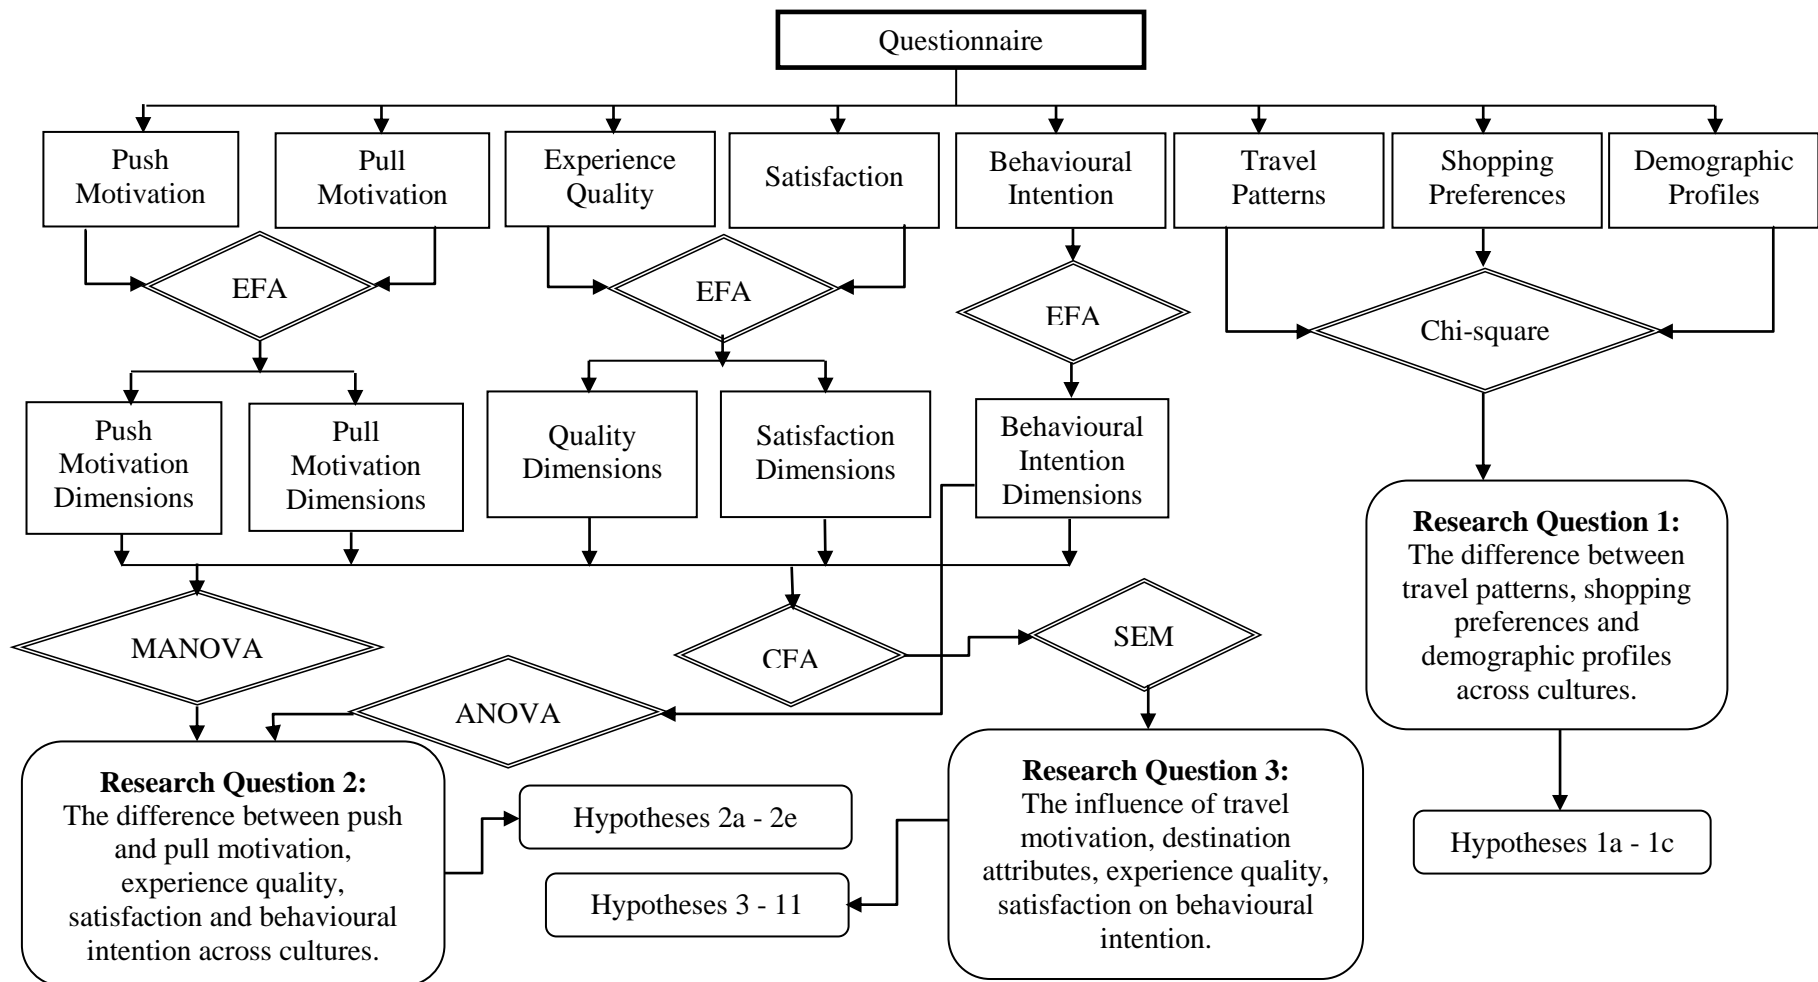 Questionnaire
Push
Motivation
Pull
Motivation
Experience
Quality
Satisfaction
Behavioural
Intention
Travel
Patterns
Shopping
Preferences
Demographic
Profiles
EFA
EFA
EFA
Chi-square
Push
Motivation
Dimensions
Pull
Motivation
Dimensions
Quality
Dimensions
Satisfaction
Dimensions
Behavioural
Intention
Dimensions
Research Question 1:
The difference between
travel patterns, shopping
preferences and
demographic profiles
across cultures.
MANOVA
CFA
SEM
ANOVA
Research Question 2:
The difference between push
and pull motivation,
experience quality,
satisfaction and behavioural
intention across cultures.
Hypotheses 2a - 2e
Hypotheses 3 - 11
Research Question 3:
The influence of travel
motivation, destination
attributes, experience quality,
satisfaction on behavioural
intention.
Hypotheses 1a - 1c